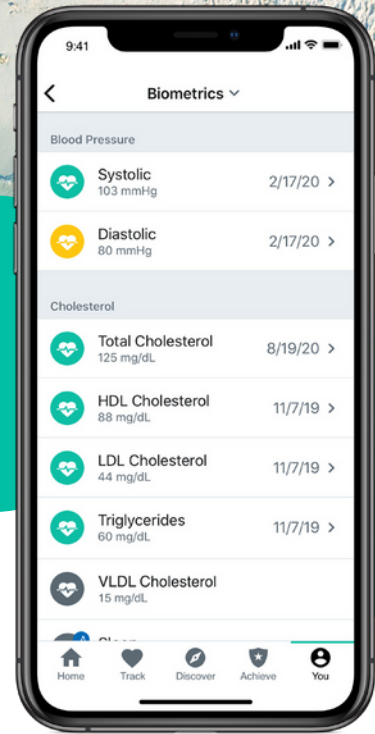 9:41
Biometrics
Blood Pressure
Systolic
103 mmHg
2/17/20
Diastolic
80 mmHg
2/17/20
Cholesterol
Total Cholesterol
125 mg/dL
8/19/20
HDL Cholesterol
88 mg/dL
11/7/19
LDL Cholesterol
44 mg/dL
11/7/19
Triglycerides
60 mg/dL
11/7/19
VLDL Cholesterol
15 mg/dL
Sleep
Home
Track
Discover
Achieve
You